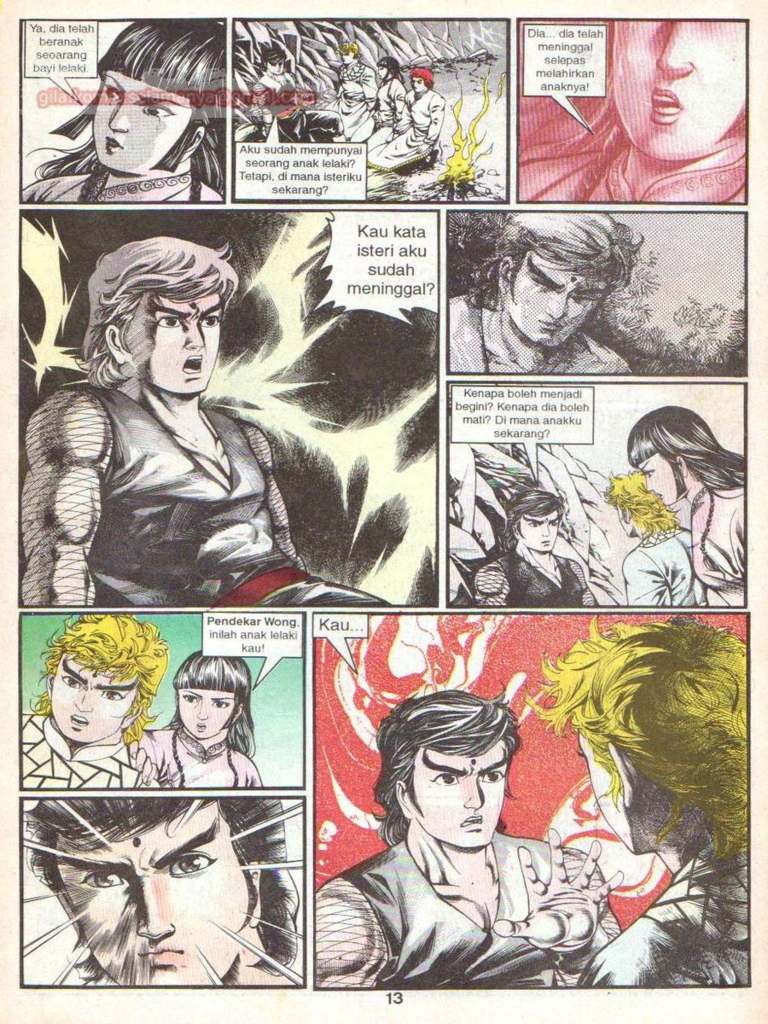 Ya, dia telah
beranak
seoarang
bayi lelaki.
Aku sudah mempunyai
seorang anak lelaki?
Tetapi, di mana isteriku
sekarang?
Dia... dia telah
meninggal
selepas
melahirkan
anaknya!
Kau kata
isteri aku
sudah
meninggal?
Kenapa boleh menjadi
begini? Kenapa dia boleh
mati? Di mana anakku
sekarang?
Pendekar Wong,
inilah anak lelaki
kau!
Kau...
13